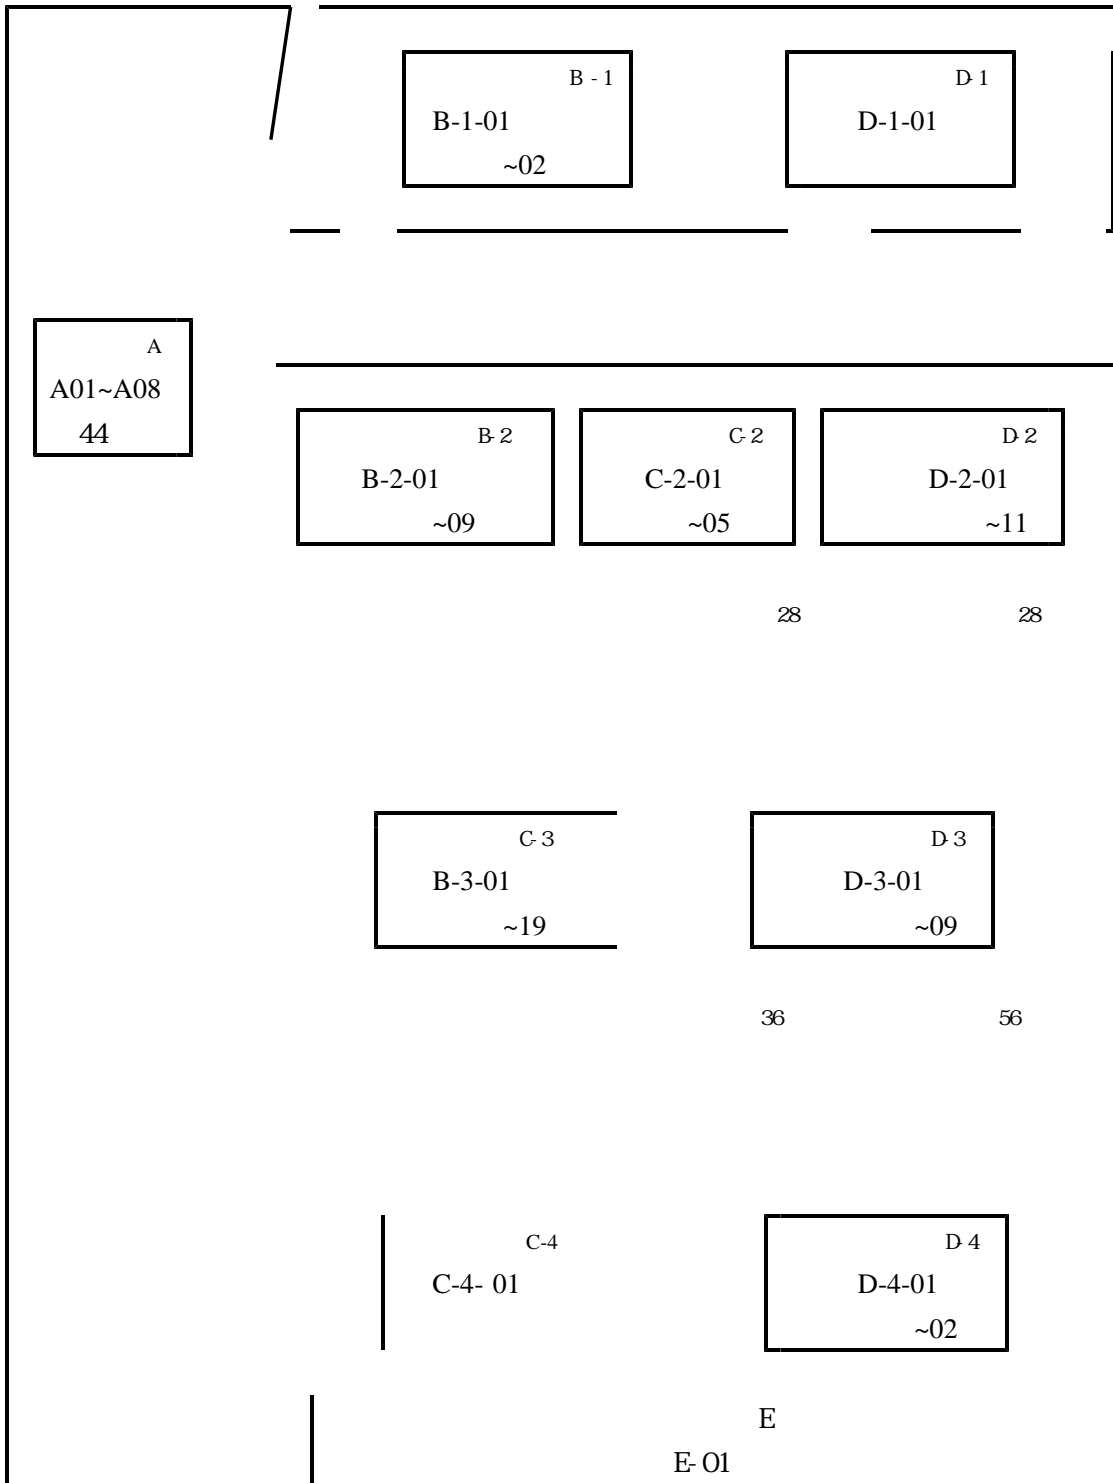 B - 1
B-1-01
~02
D-1
D-1-01
A
A01~A08
44
B-2
B-2-01
~09
C-2
C-2-01
~05
D-2
D-2-01
~11
28 28
C-3
B-3-01
~19
D-3
D-3-01
~09
36 56
C-4
C-4- 01
D-4
D-4-01
~02
E
E-01